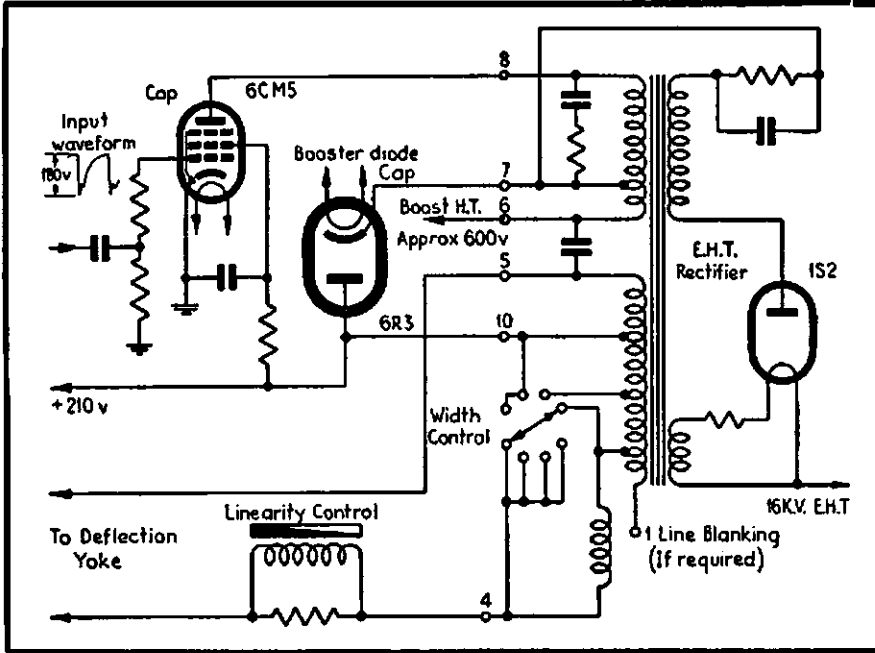 8
Cap
6CM5
Input
waveform
180v
Booster diode
Cap
7
Boost H.T.
6
Approx 600v
5
E.H.T.
Rectifier
1S2
6R3
10
+210 v
Width
Control
16K.V. E.H.T
Linearity Control
To Deflection
Yoke
1 Line Blanking
(If required)
4